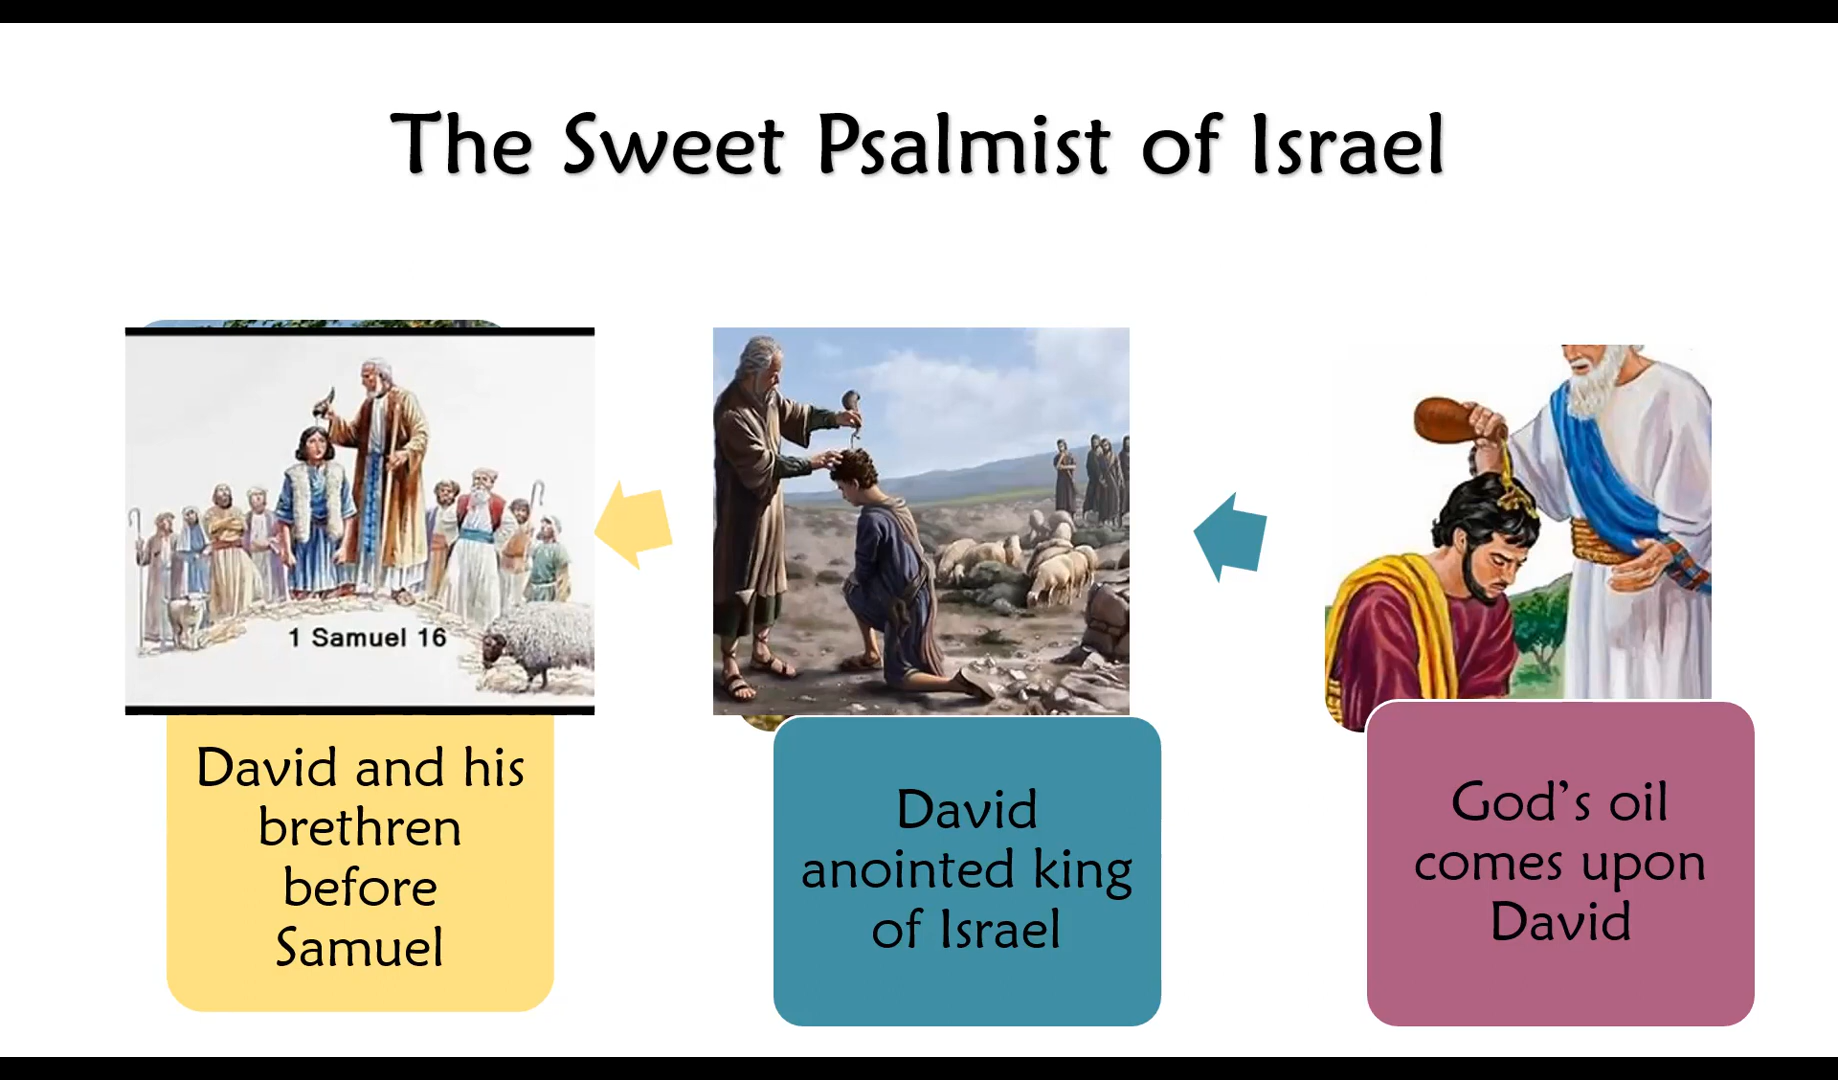 The Sweet Psalmist of Israel
1 Samuel 16
David and his
brethren
before
Samuel
David
anointed king
of Israel
God’s oil
comes upon
David